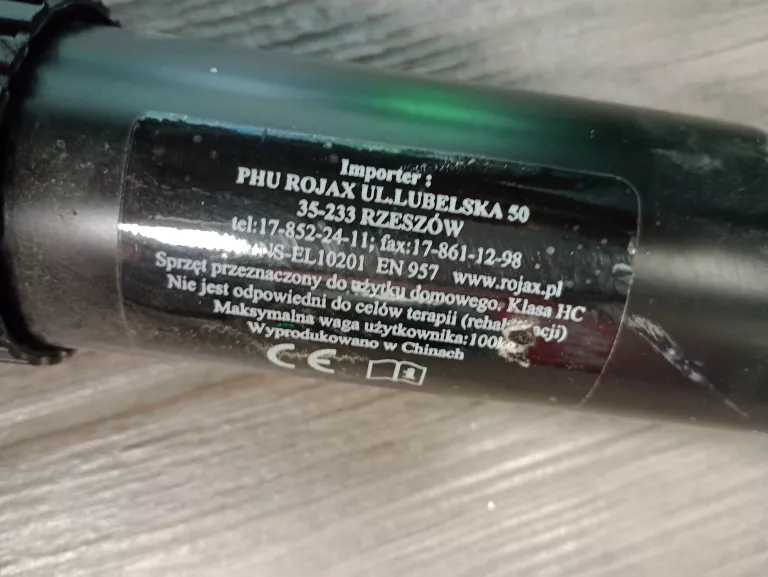 Importer :
PHU ROJAX UL.LUBELSKA 50
35-233 RZESZÓW
tel:17-852-24-11; fax:17-861-12-98
EN 957 www.rojax.pl
Sprzęt przeznaczony do użytku domowego. Klasa HC
Nie jest odpowiedni do celów terapii
Maksymalna waga użytkownika:100kg
Wyprodukowano w Chinach
CE